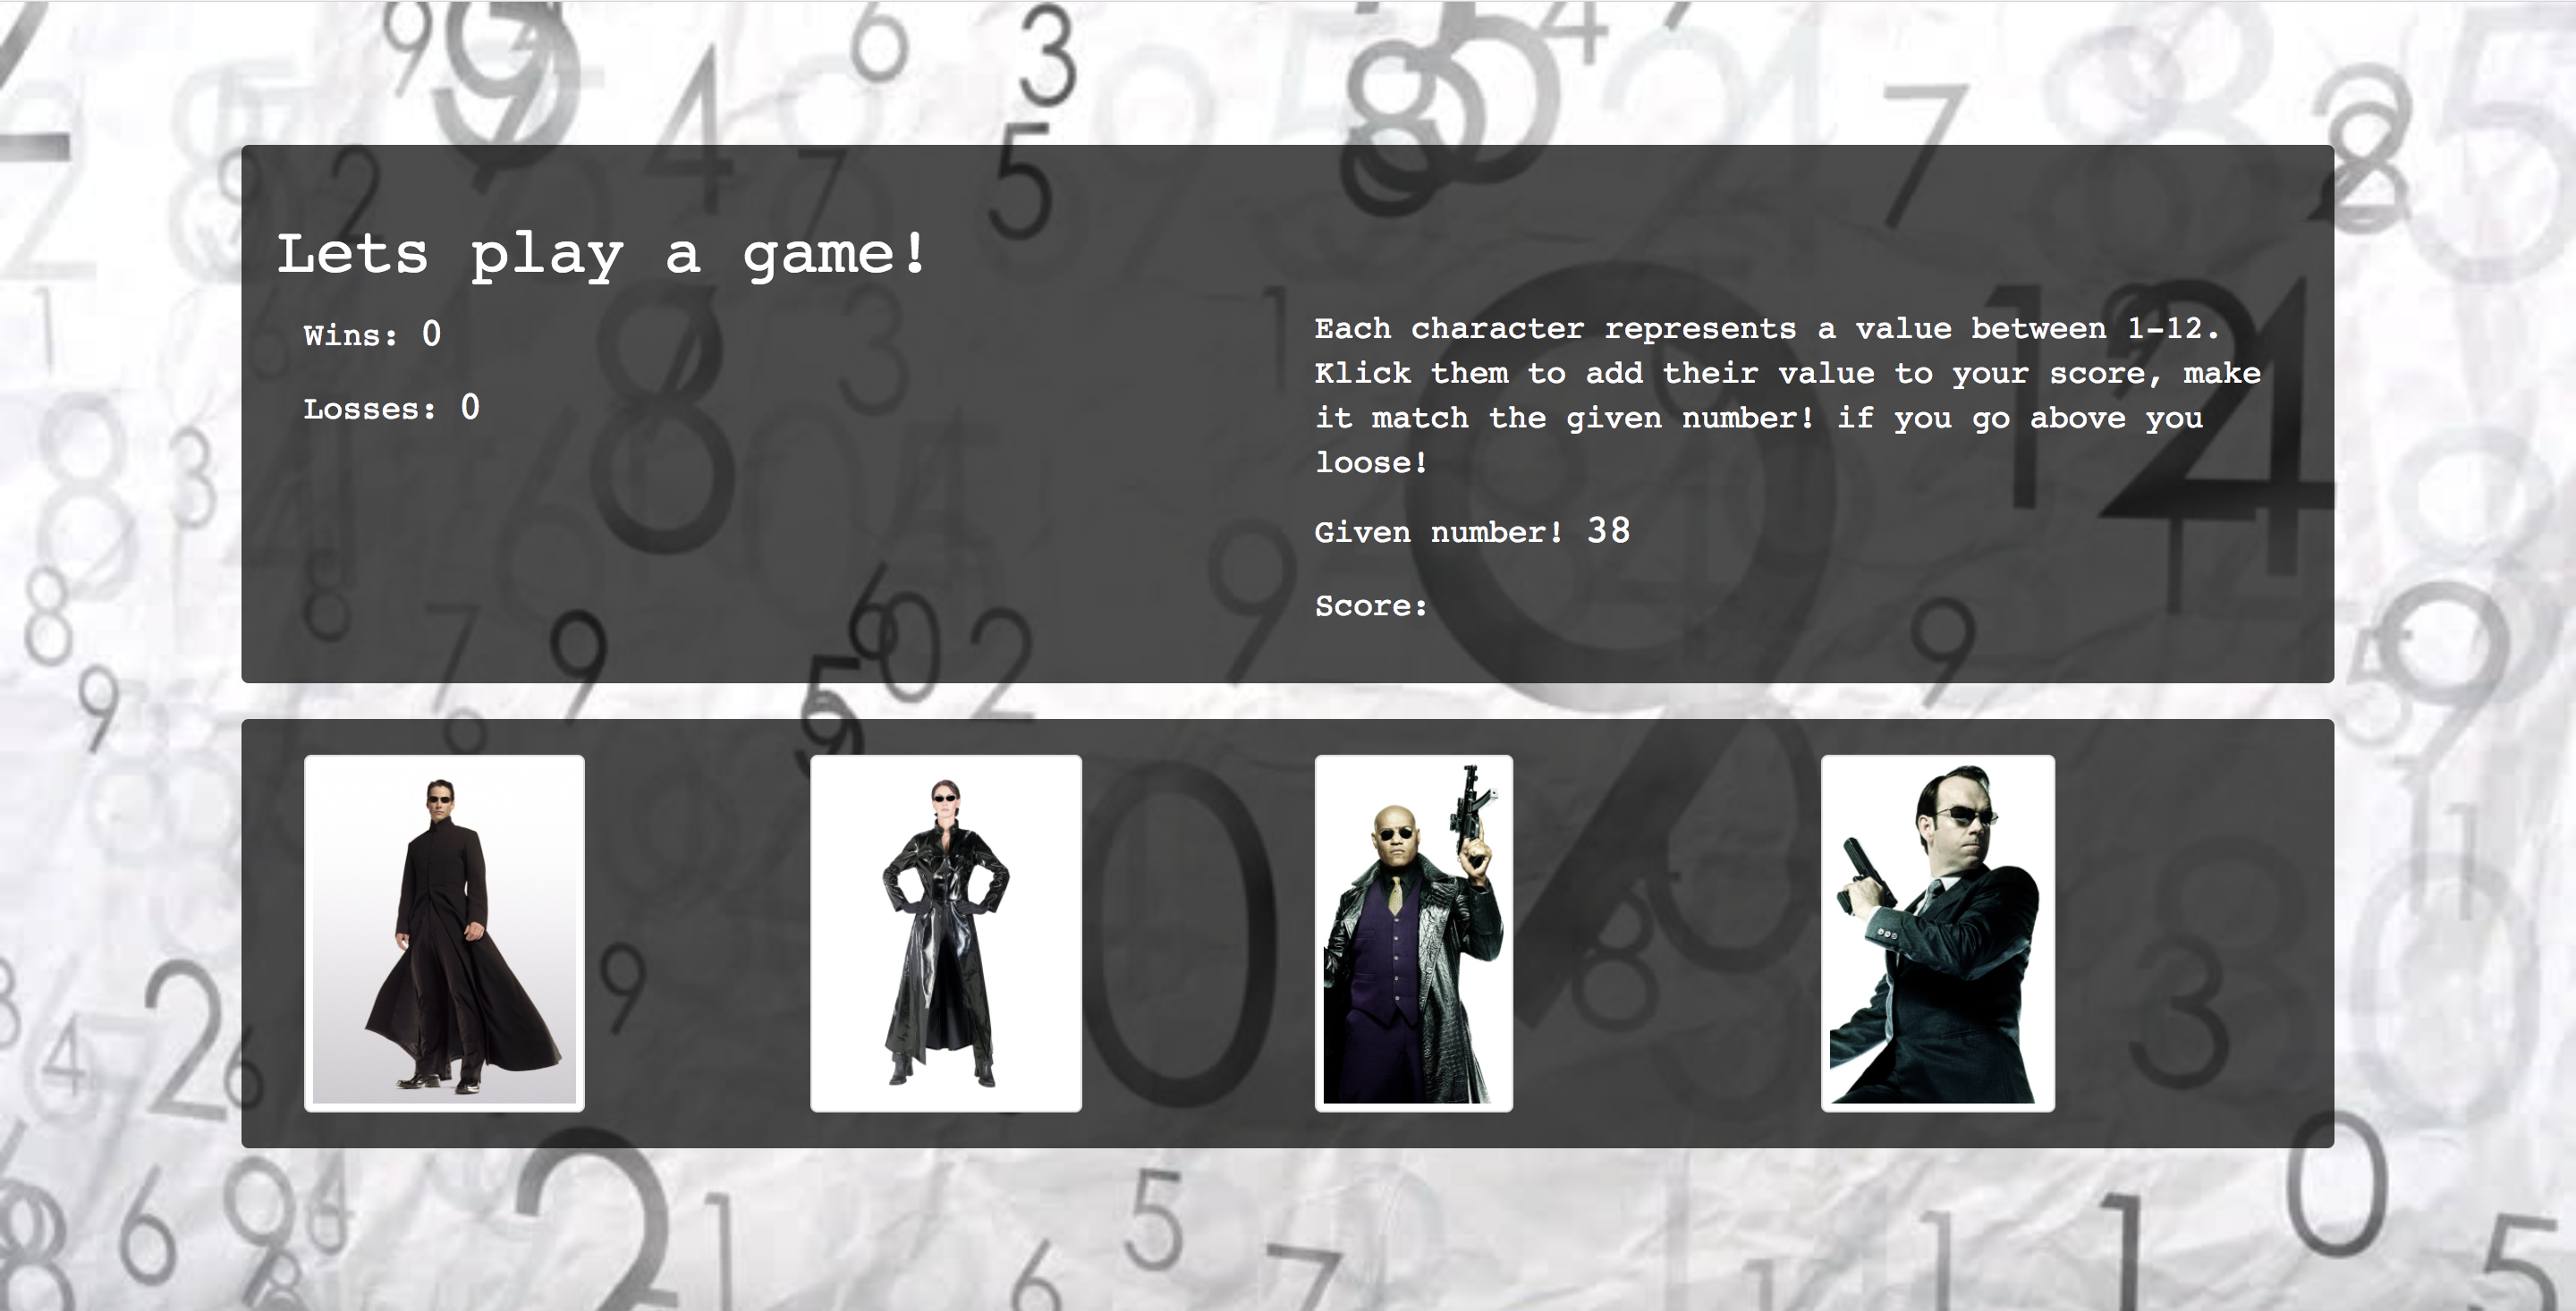 Lets play a game!
Wins: 0
Losses: 0
Each character represents a value between 1-12.
Klick them to add their value to your score, make
it match the given number! if you go above you
loose!
Given number! 38
Score: